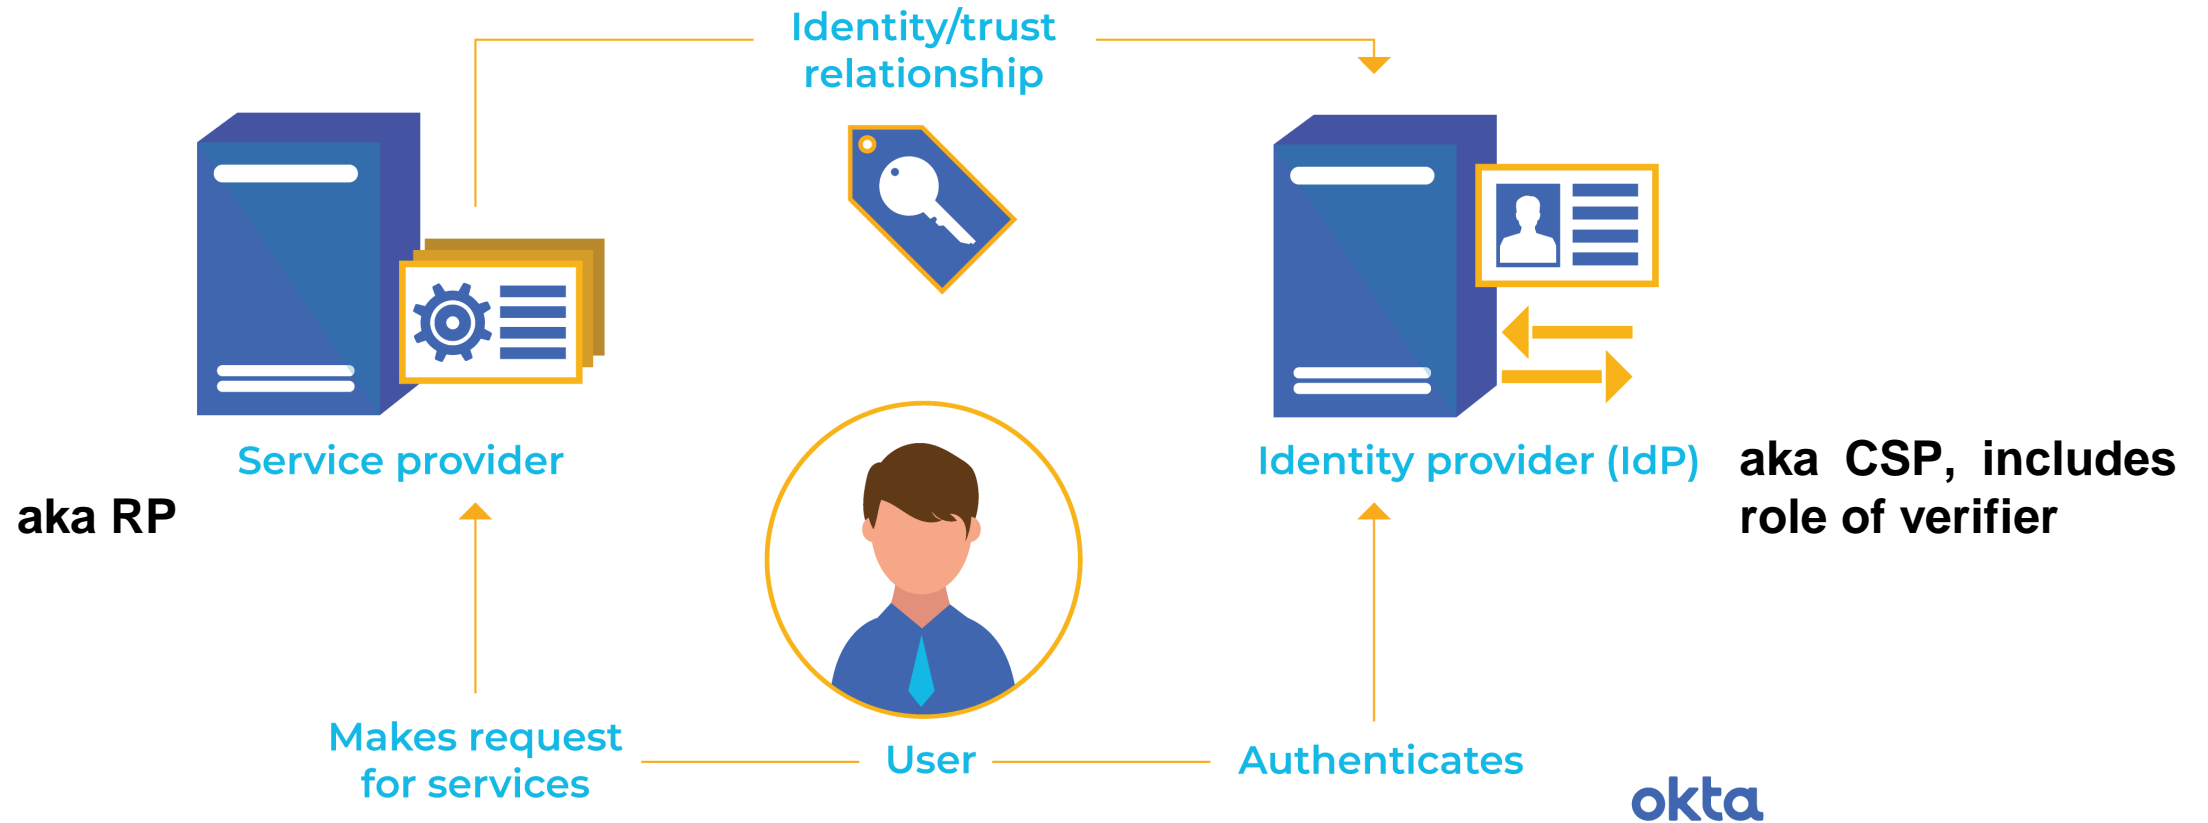 Identity/trust
relationship
Service provider
aka RP
Identity provider (IdP)
aka CSP, includes
role of verifier
Makes request
for services
User
Authenticates
okta